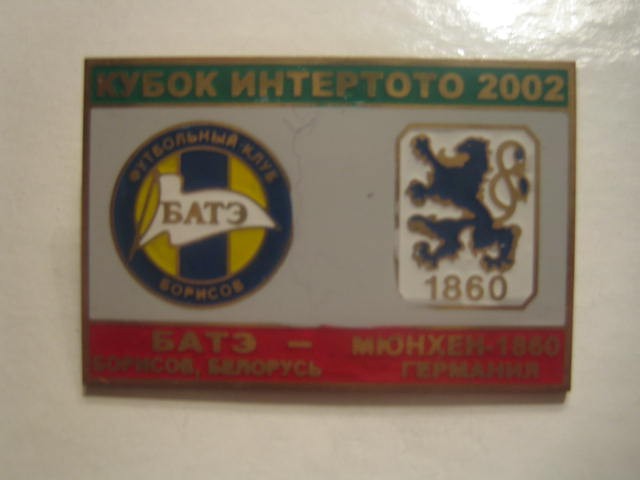 КУБОК ИНТЕРТОТО 2002
ФУТБОЛЬНЫЙ КЛУБ
БАТЭ
БОРИСОВ
1860
БАТЭ – МЮНХЕН-1860
БОРИСОВ, БЕЛОРУСЬ ГЕРМАНИЯ